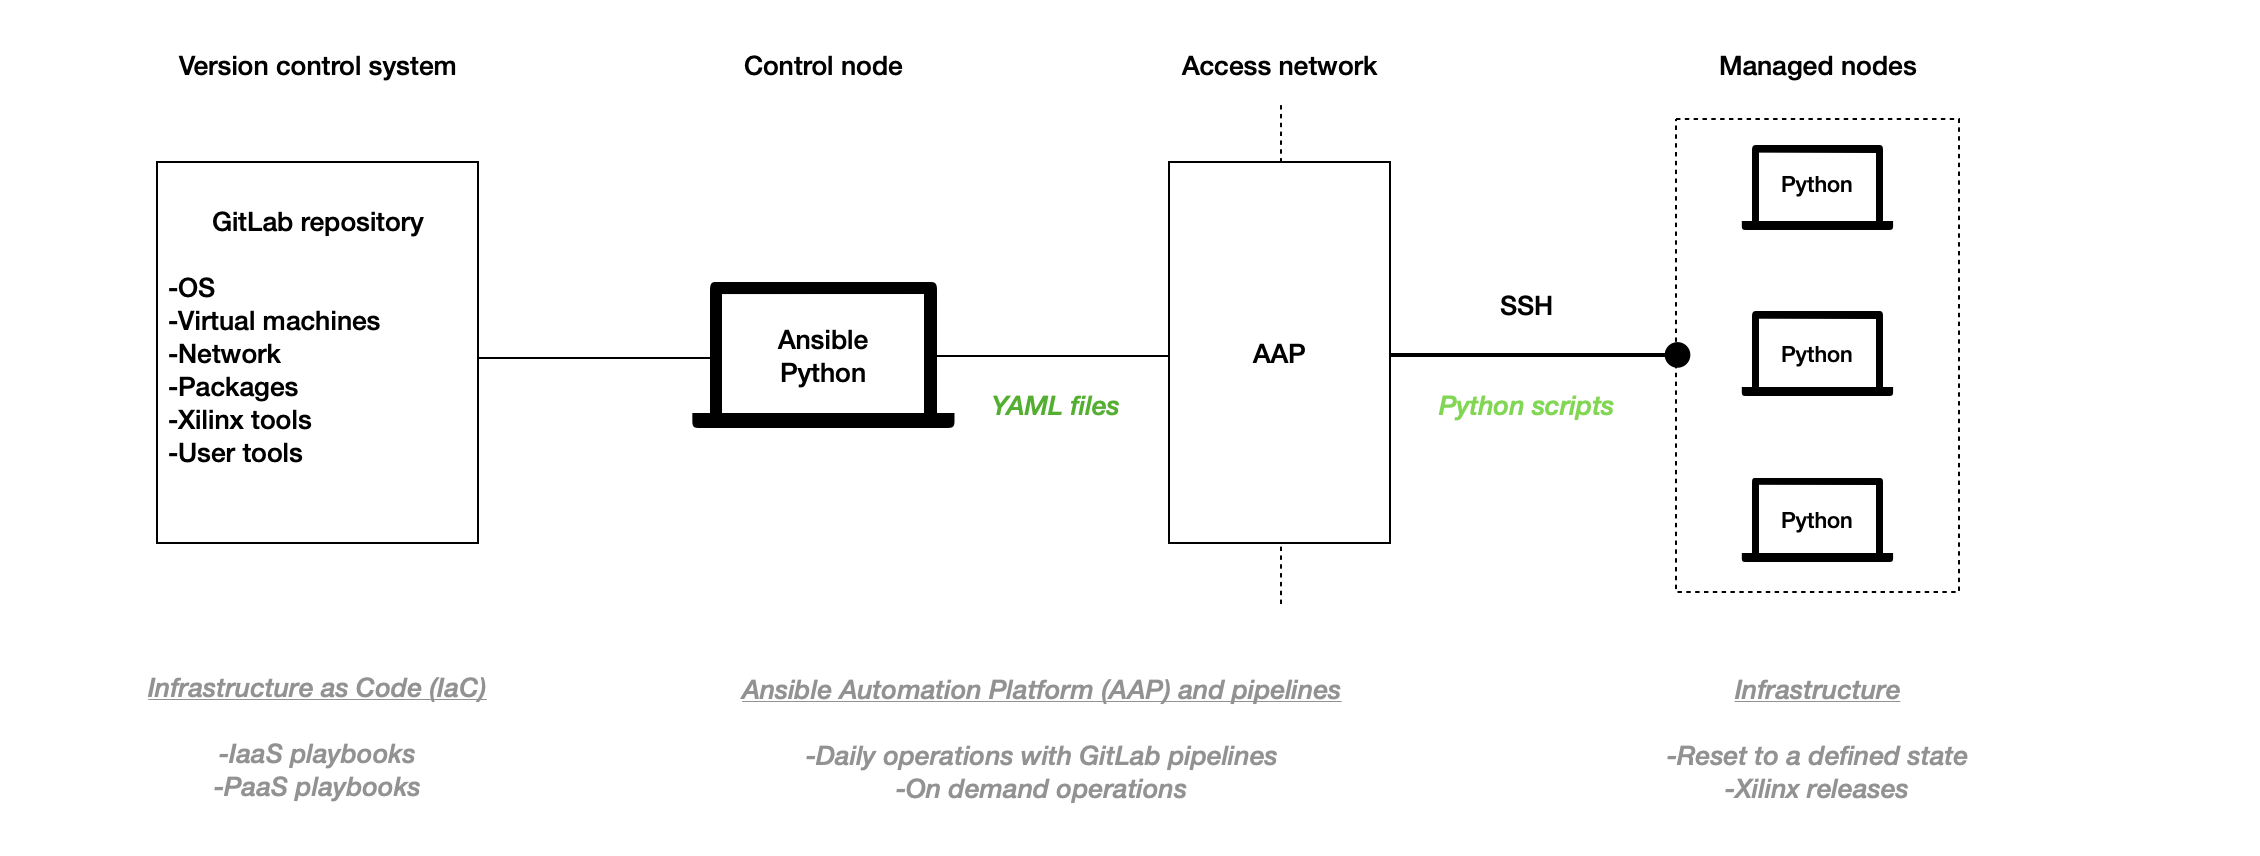 Version control system
Control node
Access network
Managed nodes
GitLab repository
-OS
-Virtual machines
-Network
-Packages
-Xilinx tools
-User tools
Ansible
Python
YAML files
AAP
SSH
Python scripts
Python
Python
Python
Infrastructure as Code (IaC)
-IaaS playbooks
-PaaS playbooks
Ansible Automation Platform (AAP) and pipelines
-Daily operations with GitLab pipelines
-On demand operations
Infrastructure
-Reset to a defined state
-Xilinx releases